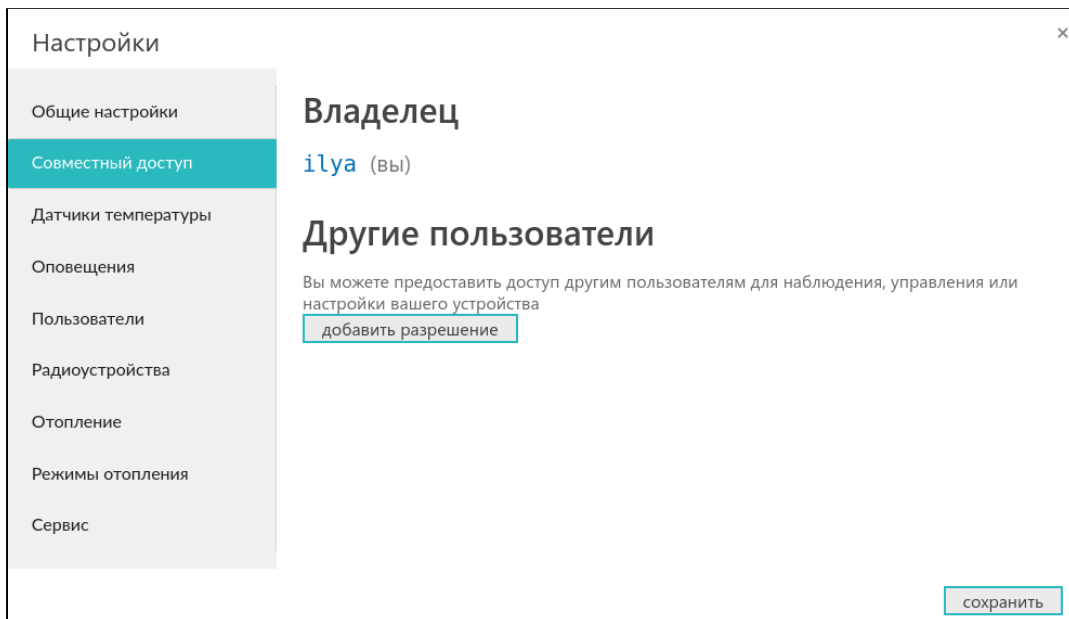 Настройки
×
Общие настройки
Совместный доступ
Датчики температуры
Оповещения
Пользователи
Радиоустройства
Отопление
Режимы отопления
Сервис
Владелец
ilya (вы)
Другие пользователи
Вы можете предоставить доступ другим пользователям для наблюдения, управления или
настройки вашего устройства
добавить разрешение
сохранить